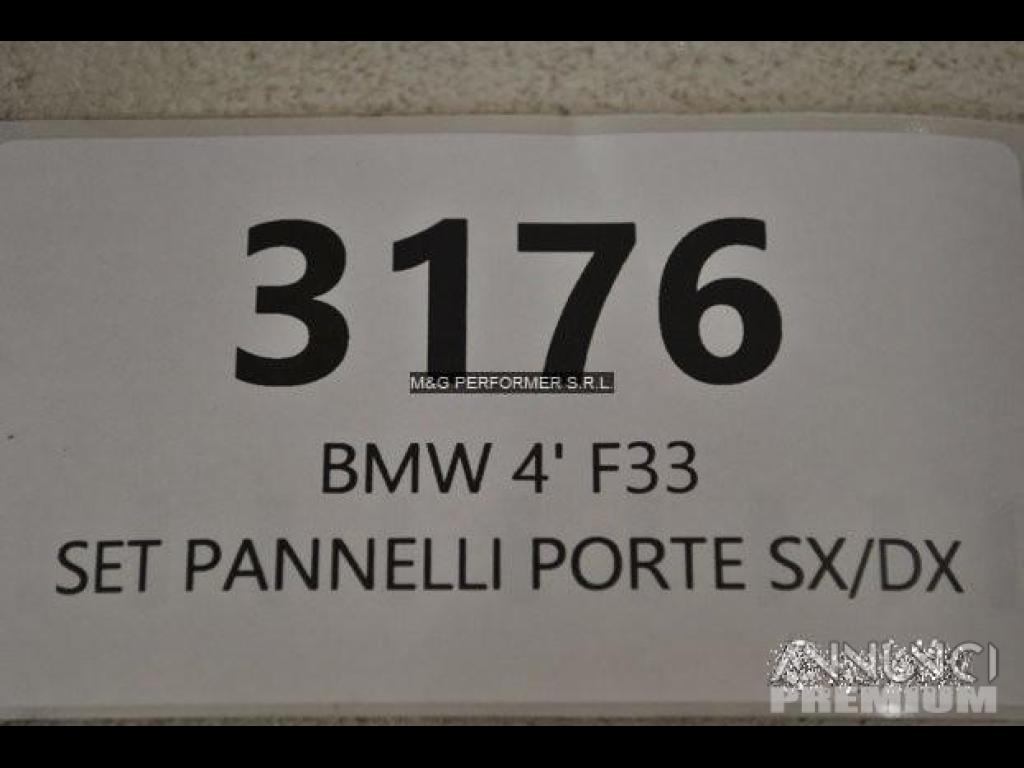 3176
M&G PERFORMER S.R.L.
BMW 4' F33
SET PANNELLI PORTE SX/DX
ANNUNCI
PREMIUM